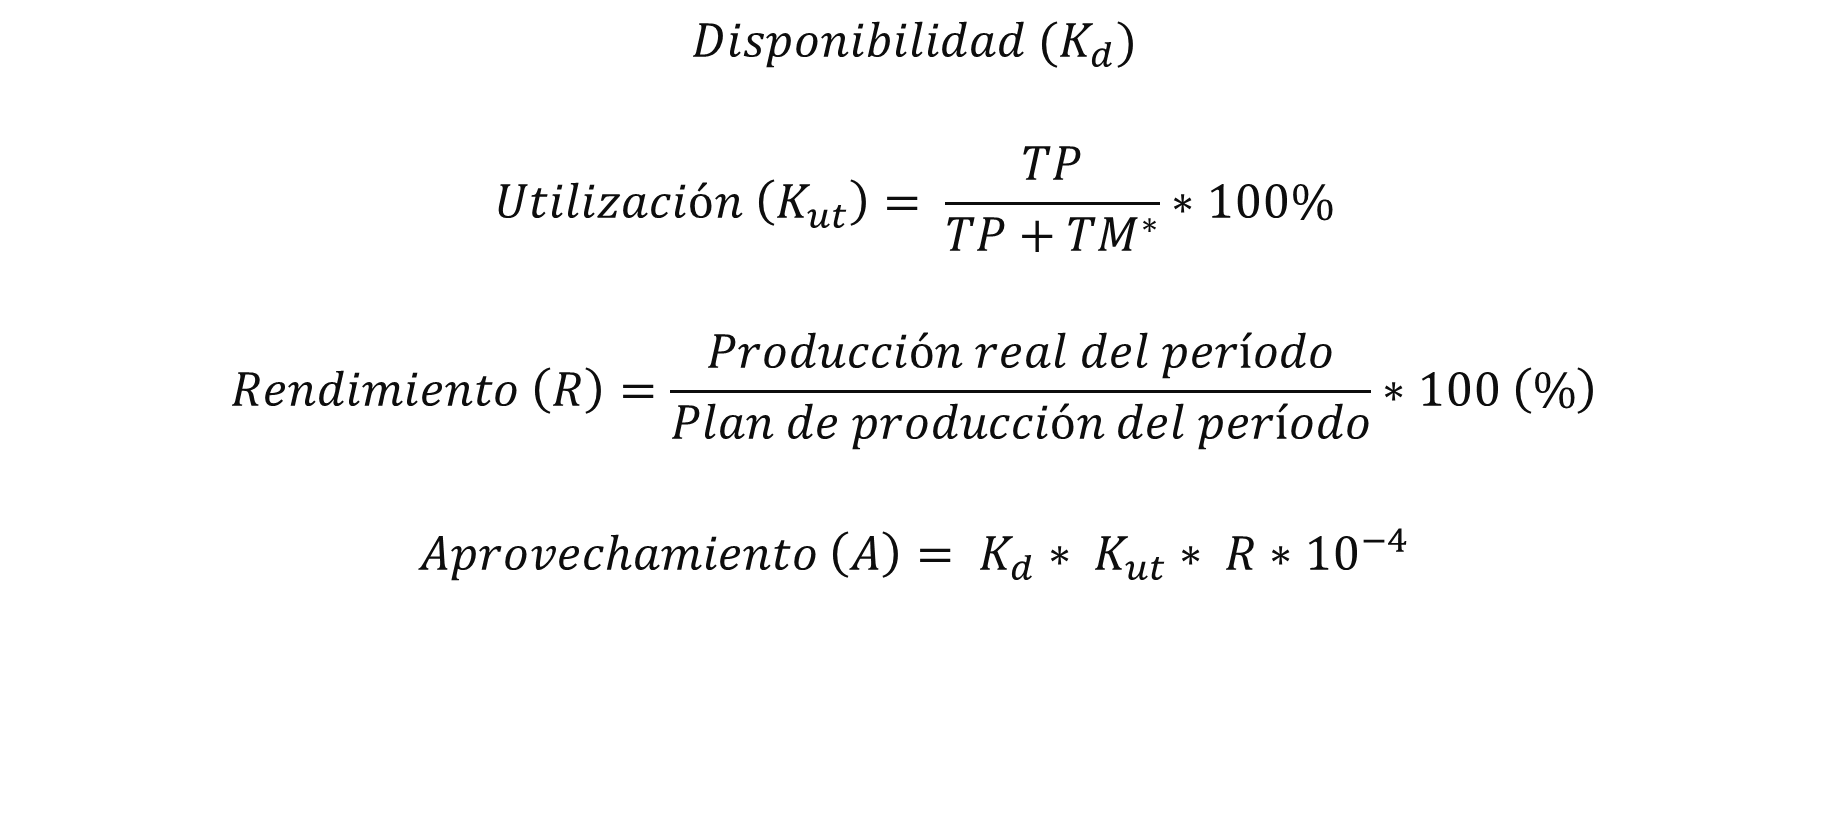 Disponibilidad (K_d)
Utilización (K_ut) = TP / (TP + TM*) * 100%
Rendimiento (R) = Producción real del período / Plan de producción del período * 100 (%)
Aprovechamiento (A) = K_d * K_ut * R * 10^−4